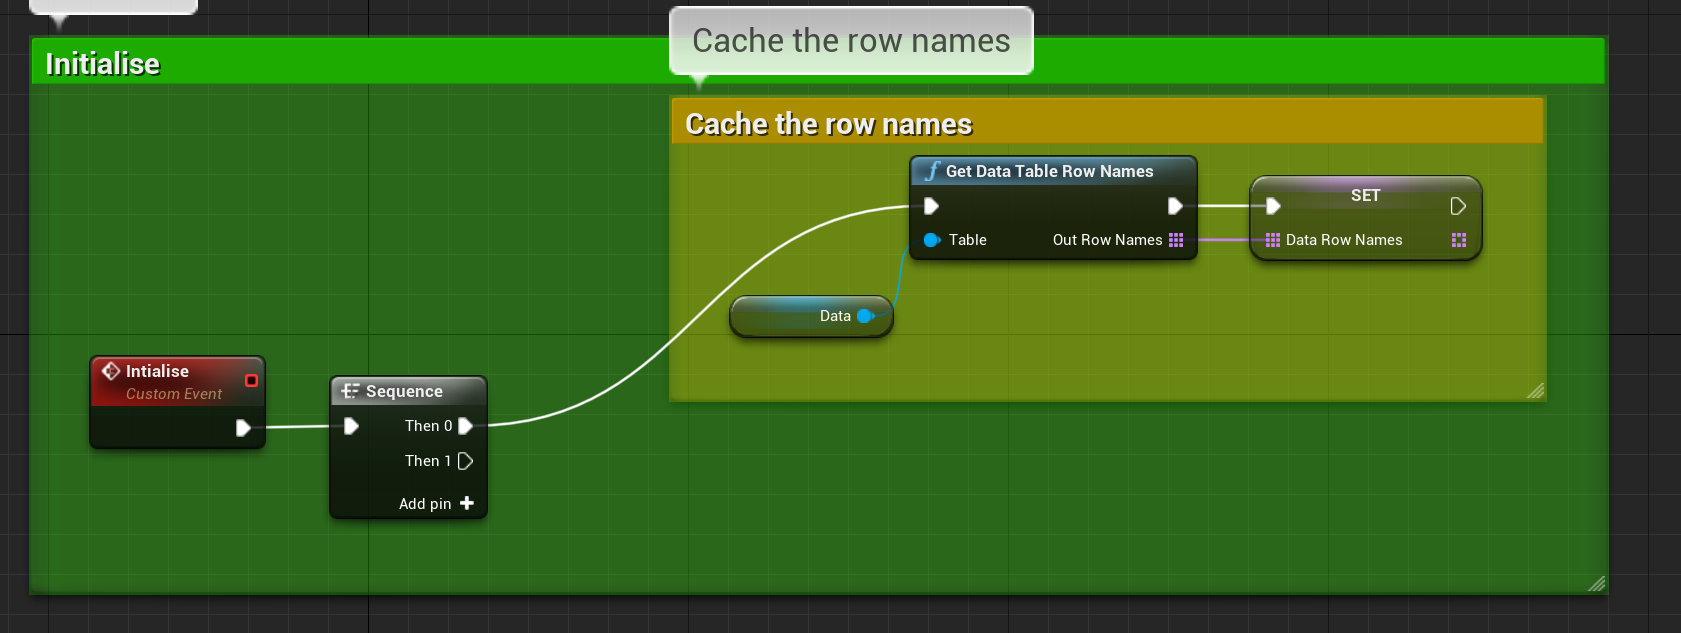 Cache the row names
Initialise
Cache the row names
f Get Data Table Row Names
SET
Table
Out Row Names
Data Row Names
Data
Intialise
Custom Event
Sequence
Then 0
Then 1
Add pin